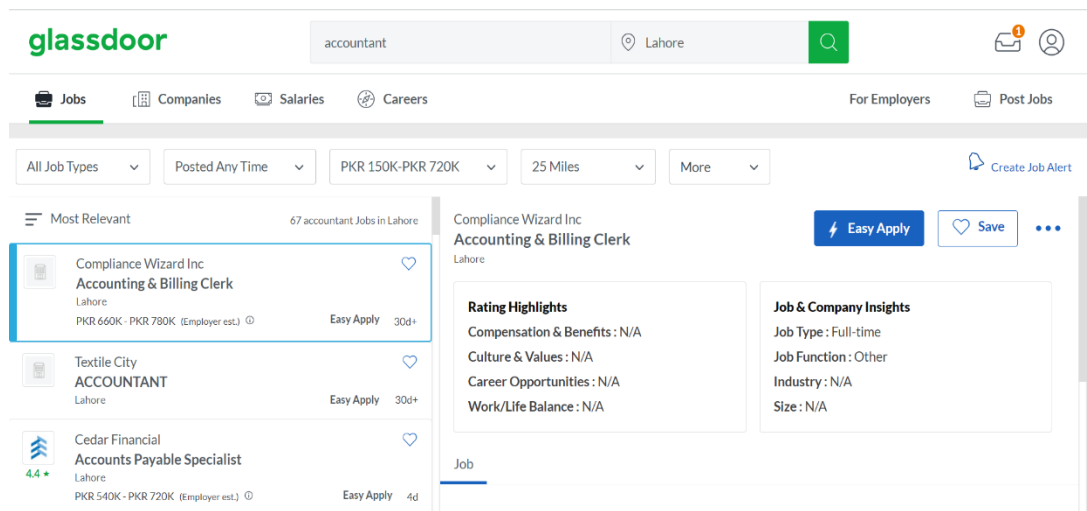 glassdoor
accountant
Lahore
1
Jobs
Companies
Salaries
Careers
For Employers
Post Jobs
All Job Types
Posted Any Time
PKR 150K-PKR 720K
25 Miles
More
Create Job Alert
Most Relevant
67 accountant Jobs in Lahore
Compliance Wizard Inc
Accounting & Billing Clerk
Lahore
PKR 660K - PKR 780K (Employer est.)
Easy Apply 30d+
Textile City
ACCOUNTANT
Lahore
Easy Apply 30d+
Cedar Financial
Accounts Payable Specialist
4.4 ★
Lahore
PKR 540K - PKR 720K (Employer est.)
Easy Apply 4d
Compliance Wizard Inc
Accounting & Billing Clerk
Lahore
Easy Apply
Save
Rating Highlights
Compensation & Benefits : N/A
Culture & Values : N/A
Career Opportunities : N/A
Work/Life Balance : N/A
Job & Company Insights
Job Type : Full-time
Job Function : Other
Industry : N/A
Size : N/A
Job